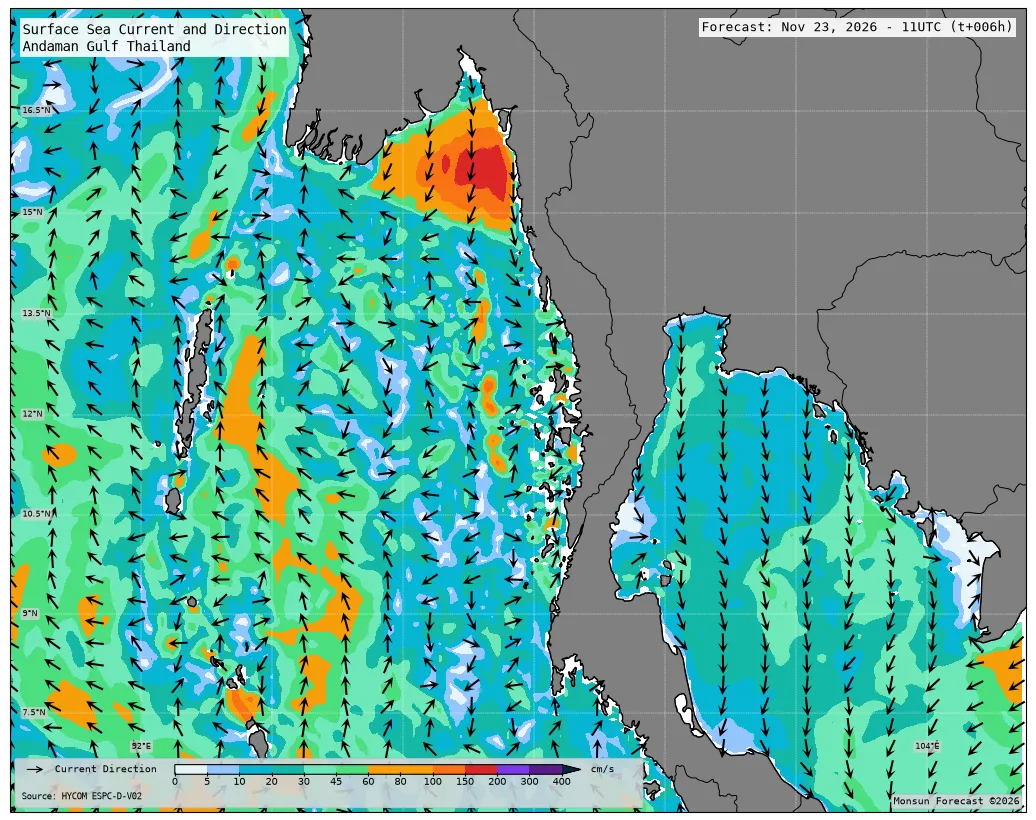 Surface Sea Current and Direction
Andaman Gulf Thailand
Forecast: Nov 23, 2026 - 11UTC (t+006h)
16.5°N
15°N
13.5°N
12°N
10.5°N
9°N
7.5°N
92°E
104°E
Current Direction
cm/s
0 5 10 20 30 45 60 80 100 150 200 300 400
Source: HYCOM ESPC-D-V02
Monsun Forecast ©2026